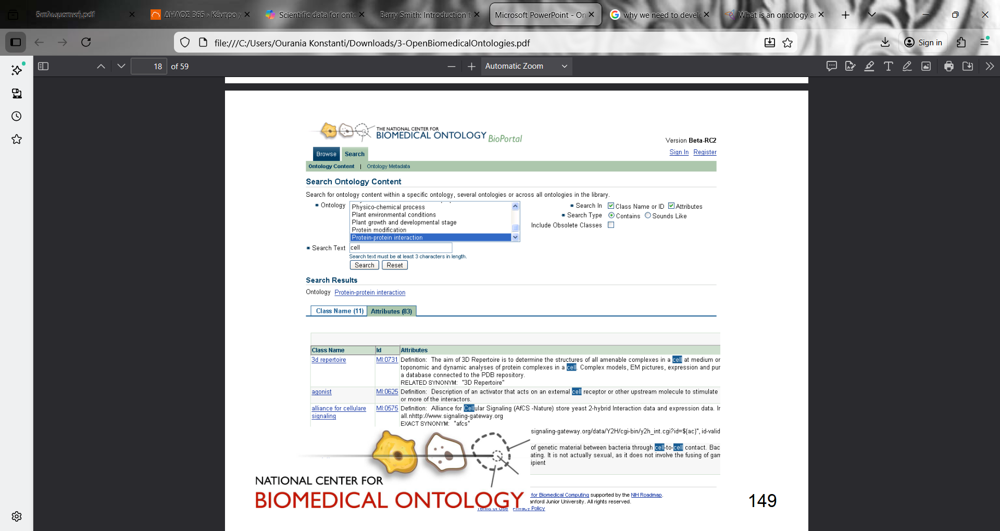 διπλωματική.pdf
ΔΗΛΟΣ 365 › Κέντρο
Scientific data for onto
Barry Smith: Introduction t
Microsoft PowerPoint - On
why we need to devel
What is an ontology a
file:///C:/Users/Ourania Konstanti/Downloads/3-OpenBiomedicalOntologies.pdf
Sign in
18 of 59
Automatic Zoom
THE NATIONAL CENTER FOR
BIOMEDICAL ONTOLOGY BioPortal
Version Beta-RC2
Sign In Register
Browse Search
Ontology Content | Ontology Metadata
Search Ontology Content
Search for ontology content within a specific ontology, several ontologies or across all ontologies in the library.
Ontology
Physico-chemical process
Plant environmental conditions
Plant growth and developmental stage
Protein modification
Protein-protein interaction
Search In Class Name or ID Attributes
Search Type Contains Sounds Like
Include Obsolete Classes
Search Text cell
Search text must be at least 3 characters in length.
Search Reset
Search Results
Ontology Protein-protein interaction
Class Name (11) Attributes (83)
Class Name Id Attributes
3d repertoire MI:0731 Definition: The aim of 3D Repertoire is to determine the structures of all amenable complexes in a cell at medium or
toponomic and dynamic analyses of protein complexes in a cell. Complex models, EM pictures, expression and pur
a database connected to the PDB repository.
RELATED SYNONYM: "3D Repertoire"
agonist MI:0625 Definition: Description of an activator that acts on an external cell receptor or other upstream molecule to stimulate
or more of the interactors.
alliance for cellulare MI:0575 Definition: Alliance for Cellular Signaling (AfCS -Nature) store yeast 2-hybrid Interaction data and expression data. Ir
signaling all.nhttp://www.signaling-gateway.org
EXACT SYNONYM: "afcs"
signaling-gateway.org/data/Y2H/cgi-bin/y2h_int.cgi?id=${ac}", id-valid
of genetic material between bacteria through cell-to-cell contact. Bac
ating. It is not actually sexual, as it does not involve the fusing of gam
ipient
NATIONAL CENTER FOR
BIOMEDICAL ONTOLOGY
for Biomedical Computing supported by the NIH Roadmap.
anford Junior University. All rights reserved.
Terms of Use Privacy Policy
149